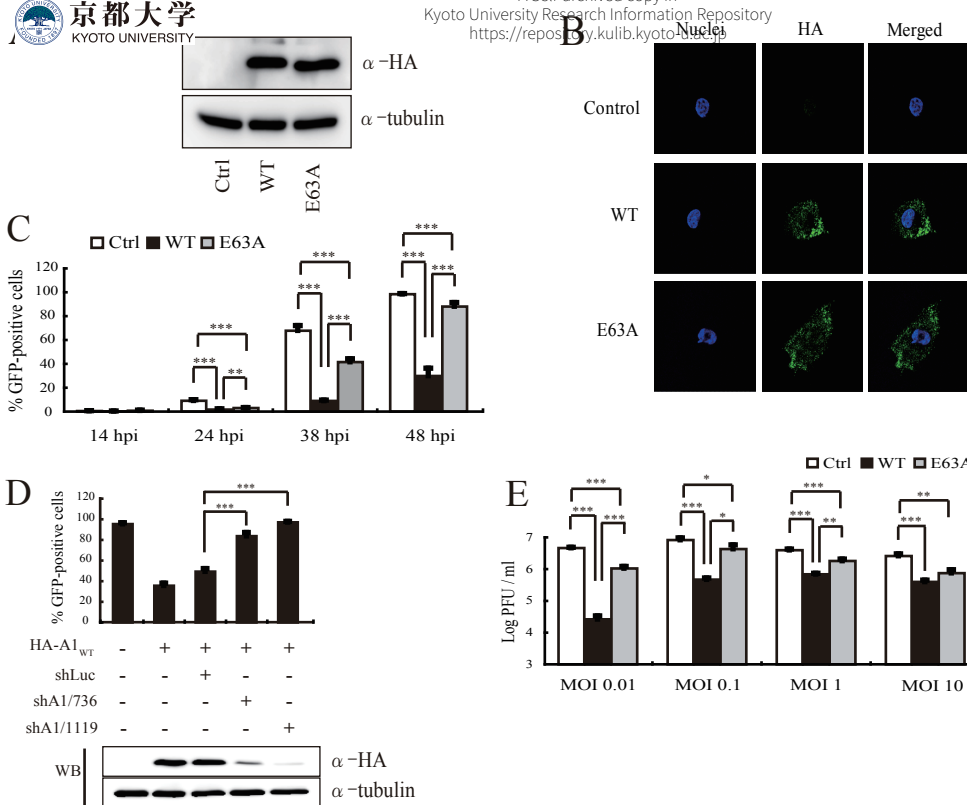 京都大学
KYOTO UNIVERSITY
Kyoto University Research Information Repository
https://repository.kulib.kyoto-u.ac.jp
α-HA
α-tubulin
Ctrl WT E63A
B
Nuclei HA Merged
Control
WT
E63A
C
Ctrl WT E63A
% GFP-positive cells
120
100
80
60
40
20
0
*** *** ** *** *** *** *** *** ***
14 hpi 24 hpi 38 hpi 48 hpi
D
% GFP-positive cells
120
100
80
60
40
20
0
*** ***
HA-A1WT - + + + +
shLuc - - + - -
shA1/736 - - - + -
shA1/1119 - - - - +
WB
α-HA
α-tubulin
E
Ctrl WT E63A
Log PFU / ml
7
6
5
4
3
*** *** *** * *** * *** *** ** ** ***
MOI 0.01 MOI 0.1 MOI 1 MOI 10